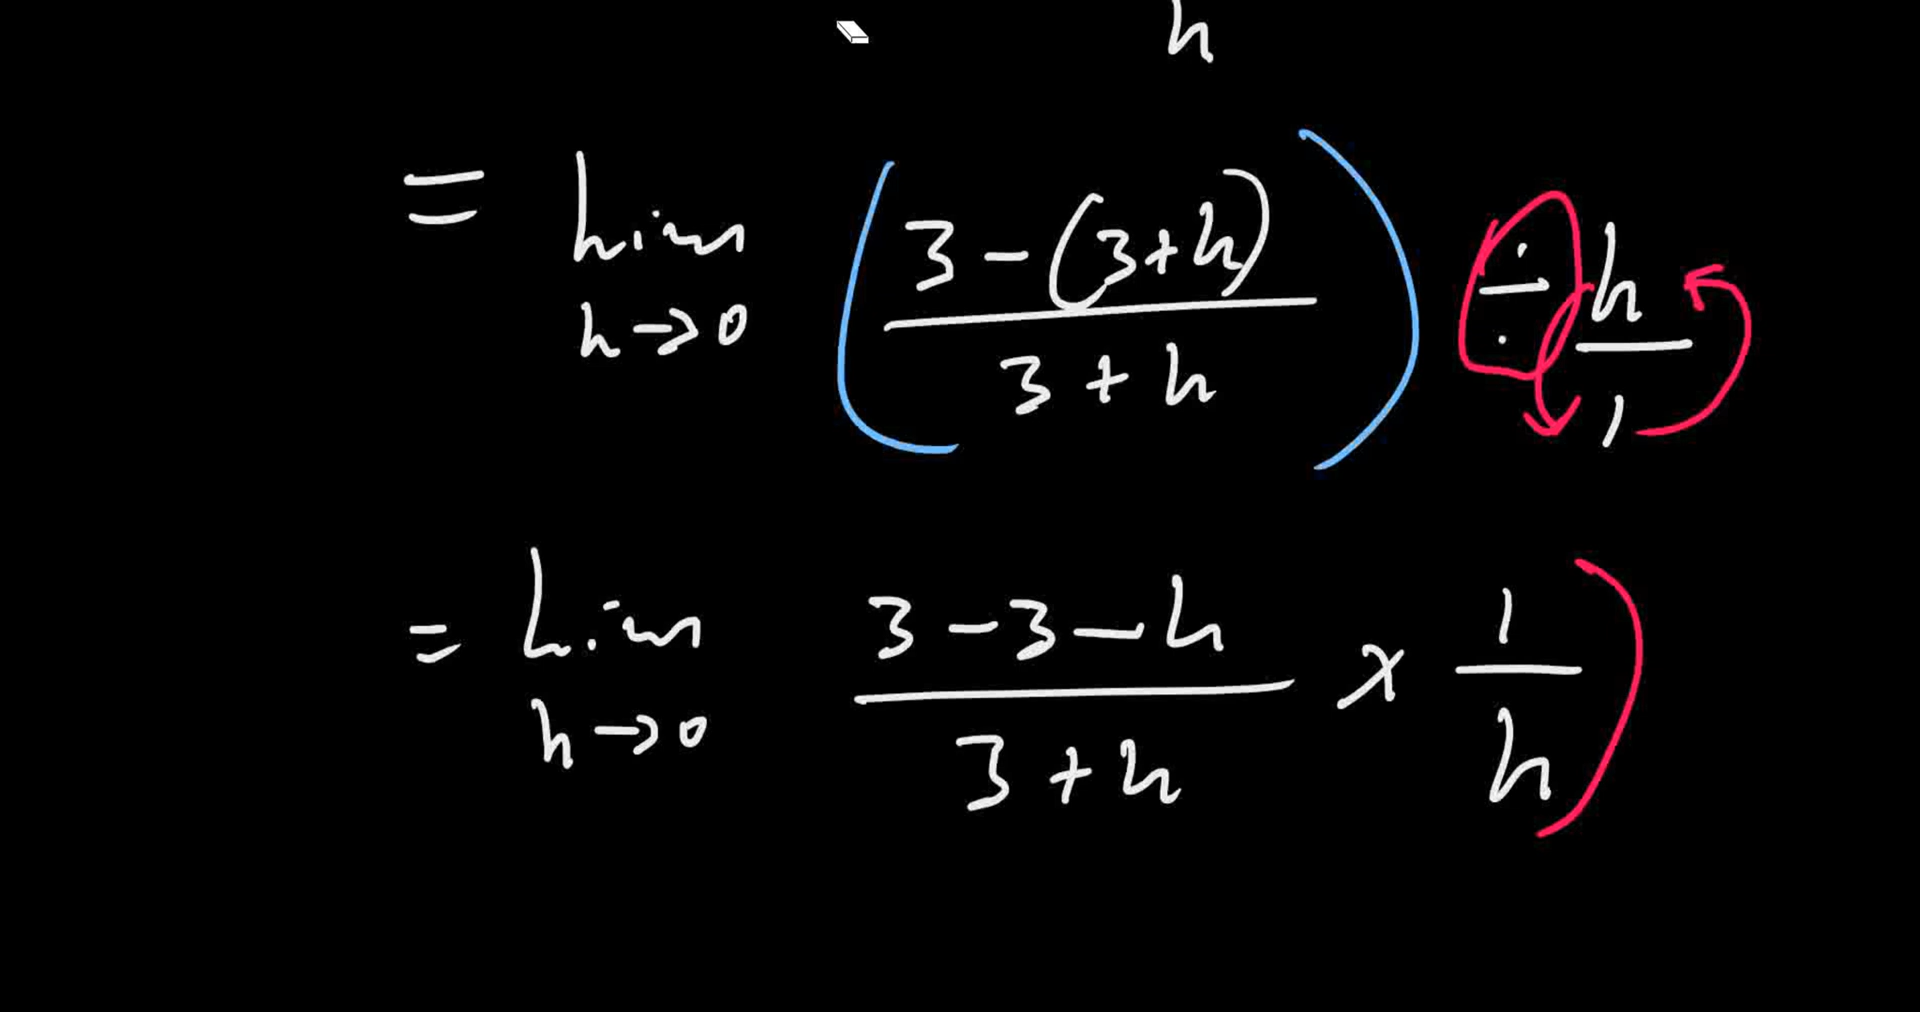 h
= lim h→0 (3-(3+h) / 3+h) ÷ h/1
= lim h→0 3-3-h / 3+h × 1/h)